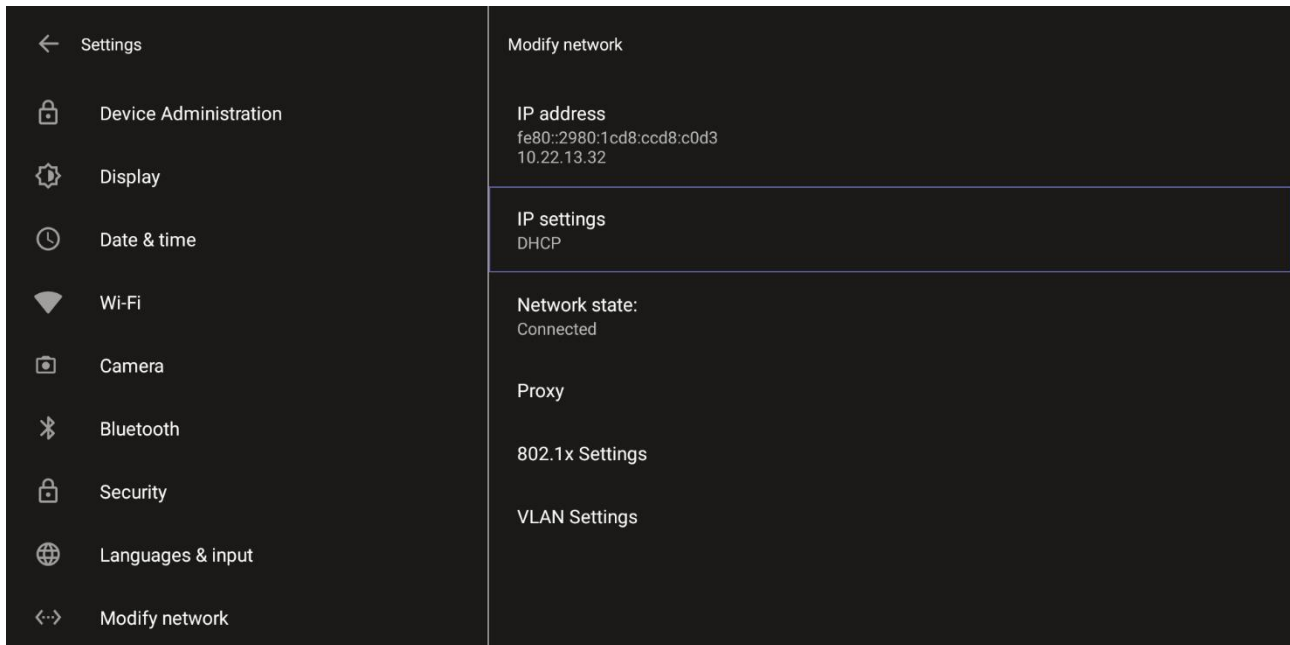 Settings
Device Administration
Display
Date & time
Wi-Fi
Camera
Bluetooth
Security
Languages & input
Modify network
Modify network
IP address
fe80::2980:1cd8:ccd8:c0d3
10.22.13.32
IP settings
DHCP
Network state:
Connected
Proxy
802.1x Settings
VLAN Settings